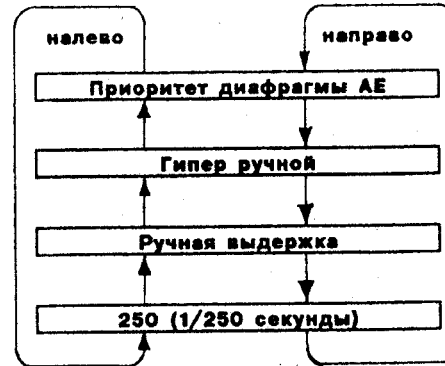 налево направо
Приоритет диафрагмы АЕ
Гипер ручной
Ручная выдержка
250 (1/250 секунды)